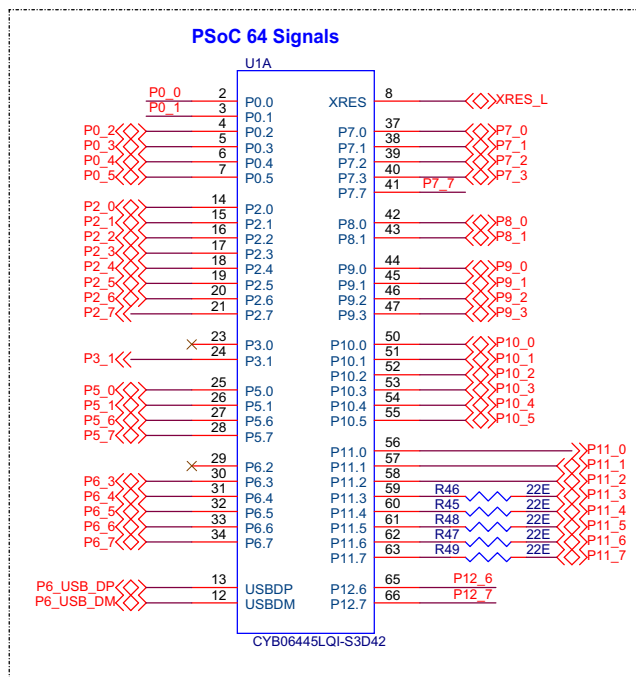 PSoC 64 Signals
U1A
P0_0 2 P0.0 XRES 8 XRES_L
P0_1 3 P0.1
P0_2 4 P0.2 P7.0 37 P7_0
P0_3 5 P0.3 P7.1 38 P7_1
P0_4 6 P0.4 P7.2 39 P7_2
P0_5 7 P0.5 P7.3 40 P7_3
P7.7 41 P7_7
P2_0 14 P2.0 P8.0 42 P8_0
P2_1 15 P2.1 P8.1 43 P8_1
P2_2 16 P2.2
P2_3 17 P2.3
P2_4 18 P2.4 P9.0 44 P9_0
P2_5 19 P2.5 P9.1 45 P9_1
P2_6 20 P2.6 P9.2 46 P9_2
P2_7 21 P2.7 P9.3 47 P9_3
23 P3.0 P10.0 50 P10_0
P3_1 24 P3.1 P10.1 51 P10_1
P10.2 52 P10_2
P5_0 25 P5.0 P10.3 53 P10_3
P5_1 26 P5.1 P10.4 54 P10_4
P5_6 27 P5.6 P10.5 55 P10_5
P5_7 28 P5.7
P11.0 56 P11_0
29 P6.2 P11.1 57 P11_1
P6_3 30 P6.3 P11.2 58 P11_2
P6_4 31 P6.4 P11.3 59 R46 22E P11_3
P6_5 32 P6.5 P11.4 60 R45 22E P11_4
P6_6 33 P6.6 P11.5 61 R48 22E P11_5
P6_7 34 P6.7 P11.6 62 R47 22E P11_6
P11.7 63 R49 22E P11_7
P6_USB_DP 13 USBDP P12.6 65 P12_6
P6_USB_DM 12 USBDM P12.7 66 P12_7
CYB06445LQI-S3D42